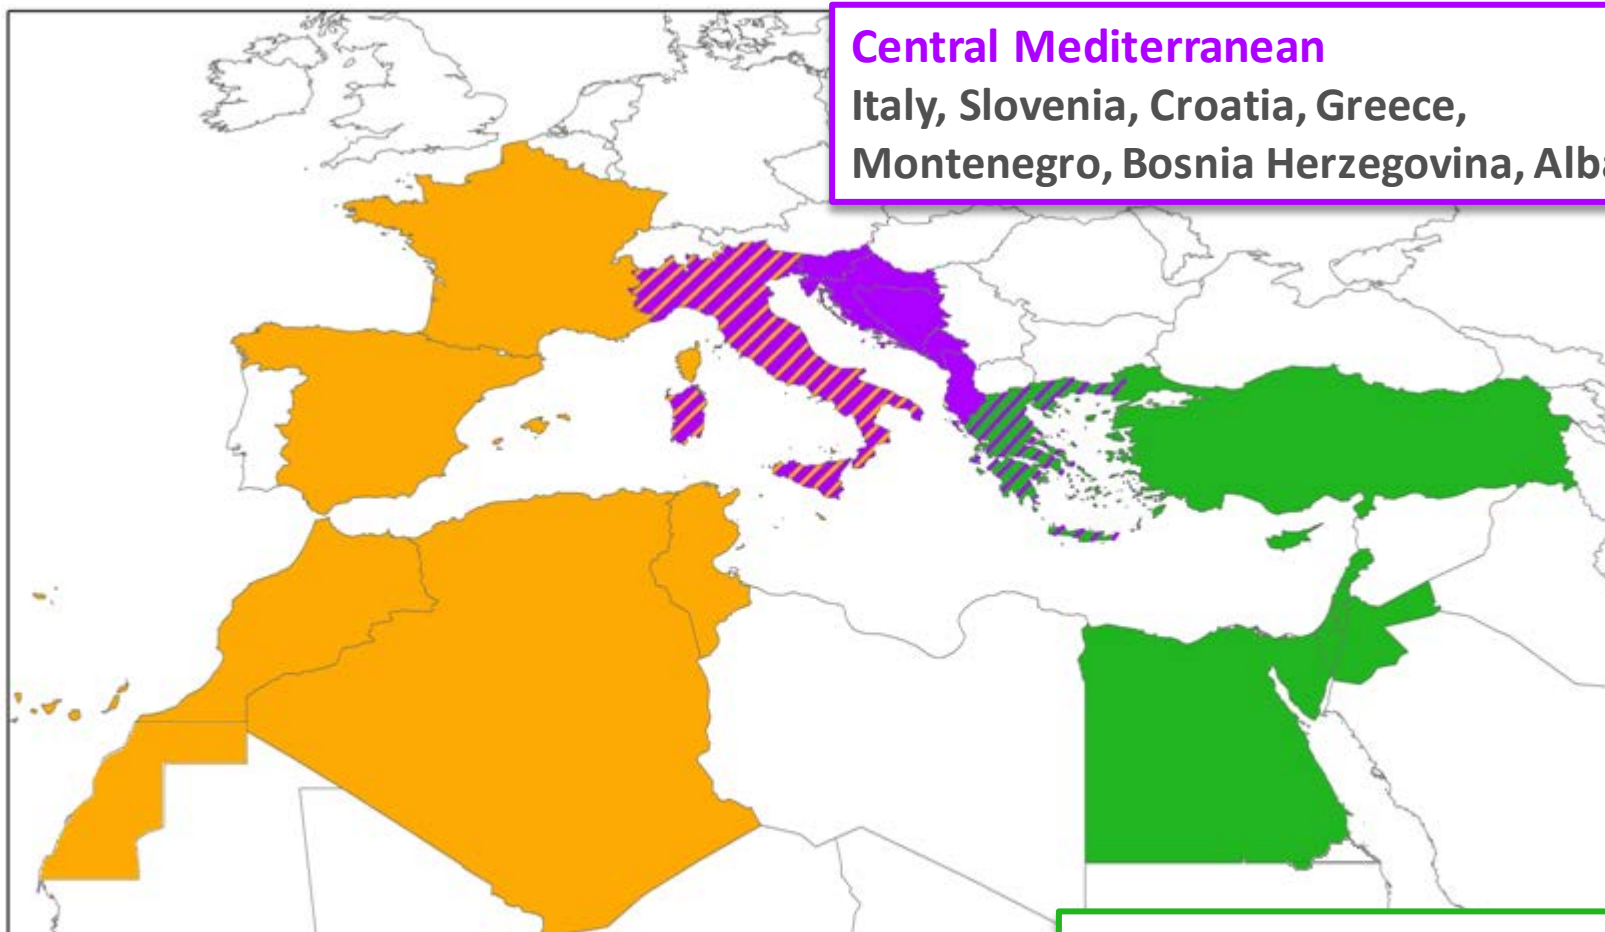 Central Mediterranean
Italy, Slovenia, Croatia, Greece,
Montenegro, Bosnia Herzegovina,